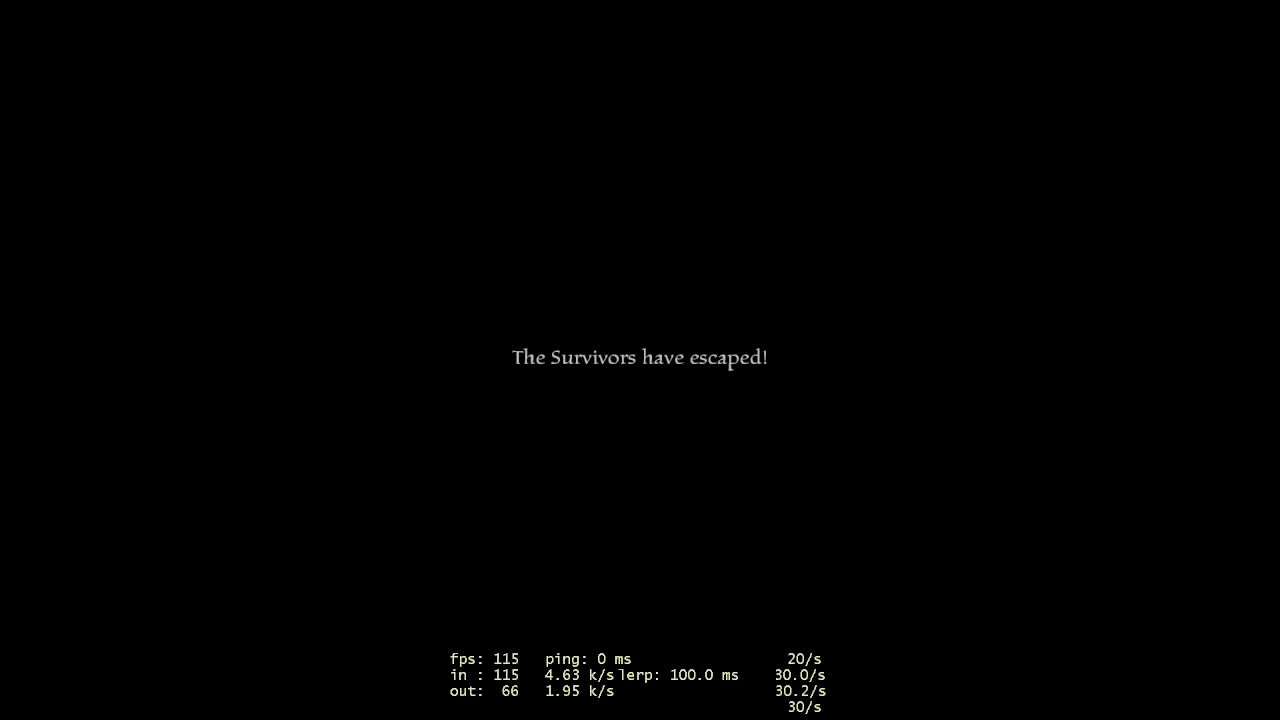 The Survivors have escaped!
fps: 115 ping: 0 ms 20/s
in : 115 4.63 k/s lerp: 100.0 ms 30.0/s
out: 66 1.95 k/s 30.2/s
30/s